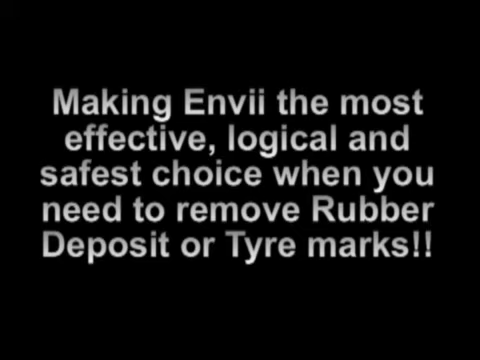 Making Envii the most
effective, logical and
safest choice when you
need to remove Rubber
Deposit or Tyre marks!!